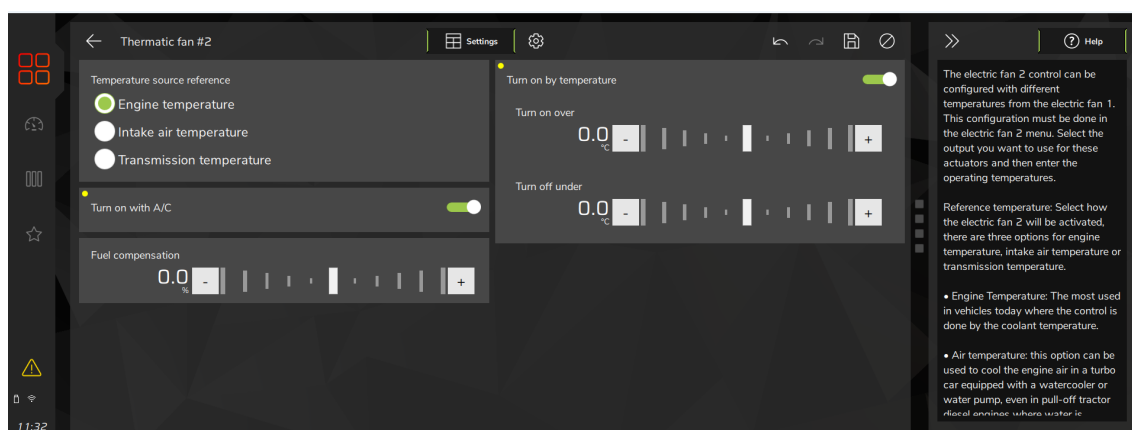 Thermatic fan #2
Settings
Help
Temperature source reference
Engine temperature
Intake air temperature
Transmission temperature
Turn on with A/C
Fuel compensation
0.0
%
-
+
Turn on by temperature
Turn on over
0.0
°C
-
+
Turn off under
0.0
°C
-
+
The electric fan 2 control can be
configured with different
temperatures from the electric fan 1.
This configuration must be done in
the electric fan 2 menu. Select the
output you want to use for these
actuators and then enter the
operating temperatures.
Reference temperature: Select how
the electric fan 2 will be activated,
there are three options for engine
temperature, intake air temperature or
transmission temperature.
• Engine Temperature: The most used
in vehicles today where the control is
done by the coolant temperature.
• Air temperature: this option can be
used to cool the engine air in a turbo
car equipped with a watercooler or
water pump, even in pull-off tractor
diesel engines where water is
11:32